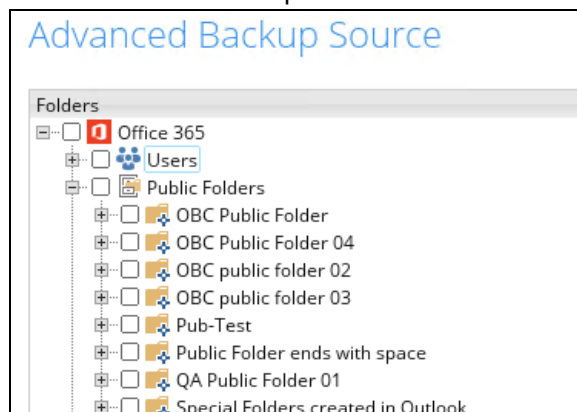 Advanced Backup Source
Folders
Office 365
Users
Public Folders
OBC Public Folder
OBC Public Folder 04
OBC public folder 02
OBC public folder 03
Pub-Test
Public Folder ends with space
QA Public Folder 01
Special Folders created in Outlook